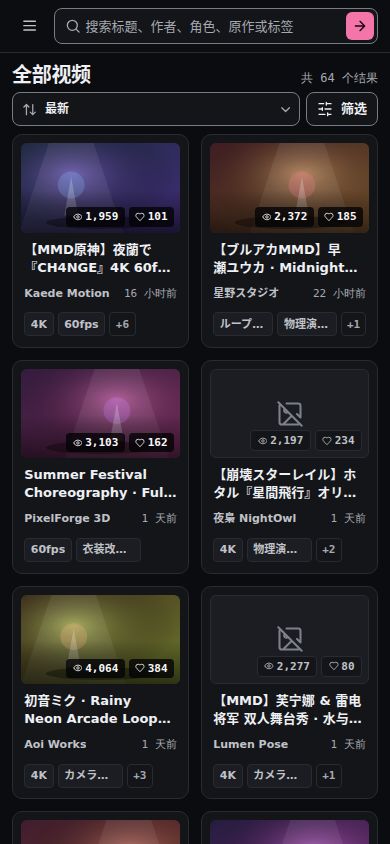 搜索标题、作者、角色、原作或标签
全部视频
共 64 个结果
最新
筛选
1,959
101
【MMD原神】夜蘭で
『CH4NGE』4K 60f…
Kaede Motion
16 小时前
4K
60fps
+6
2,372
185
【ブルアカMMD】早
瀬ユウカ · Midnight…
星野スタジオ
22 小时前
ループ…
物理演…
+1
3,103
162
Summer Festival
Choreography · Ful…
PixelForge 3D
1 天前
60fps
衣装改…
2,197
234
【崩壊スターレイル】ホ
タル『星間飛行』オリ…
夜梟 NightOwl
1 天前
4K
物理演…
+2
4,064
384
初音ミク · Rainy
Neon Arcade Loop…
Aoi Works
1 天前
4K
カメラ…
+3
2,277
80
【MMD】芙宁娜 & 雷电
将军 双人舞台秀 · 水与…
Lumen Pose
1 天前
4K
カメラ…
+1